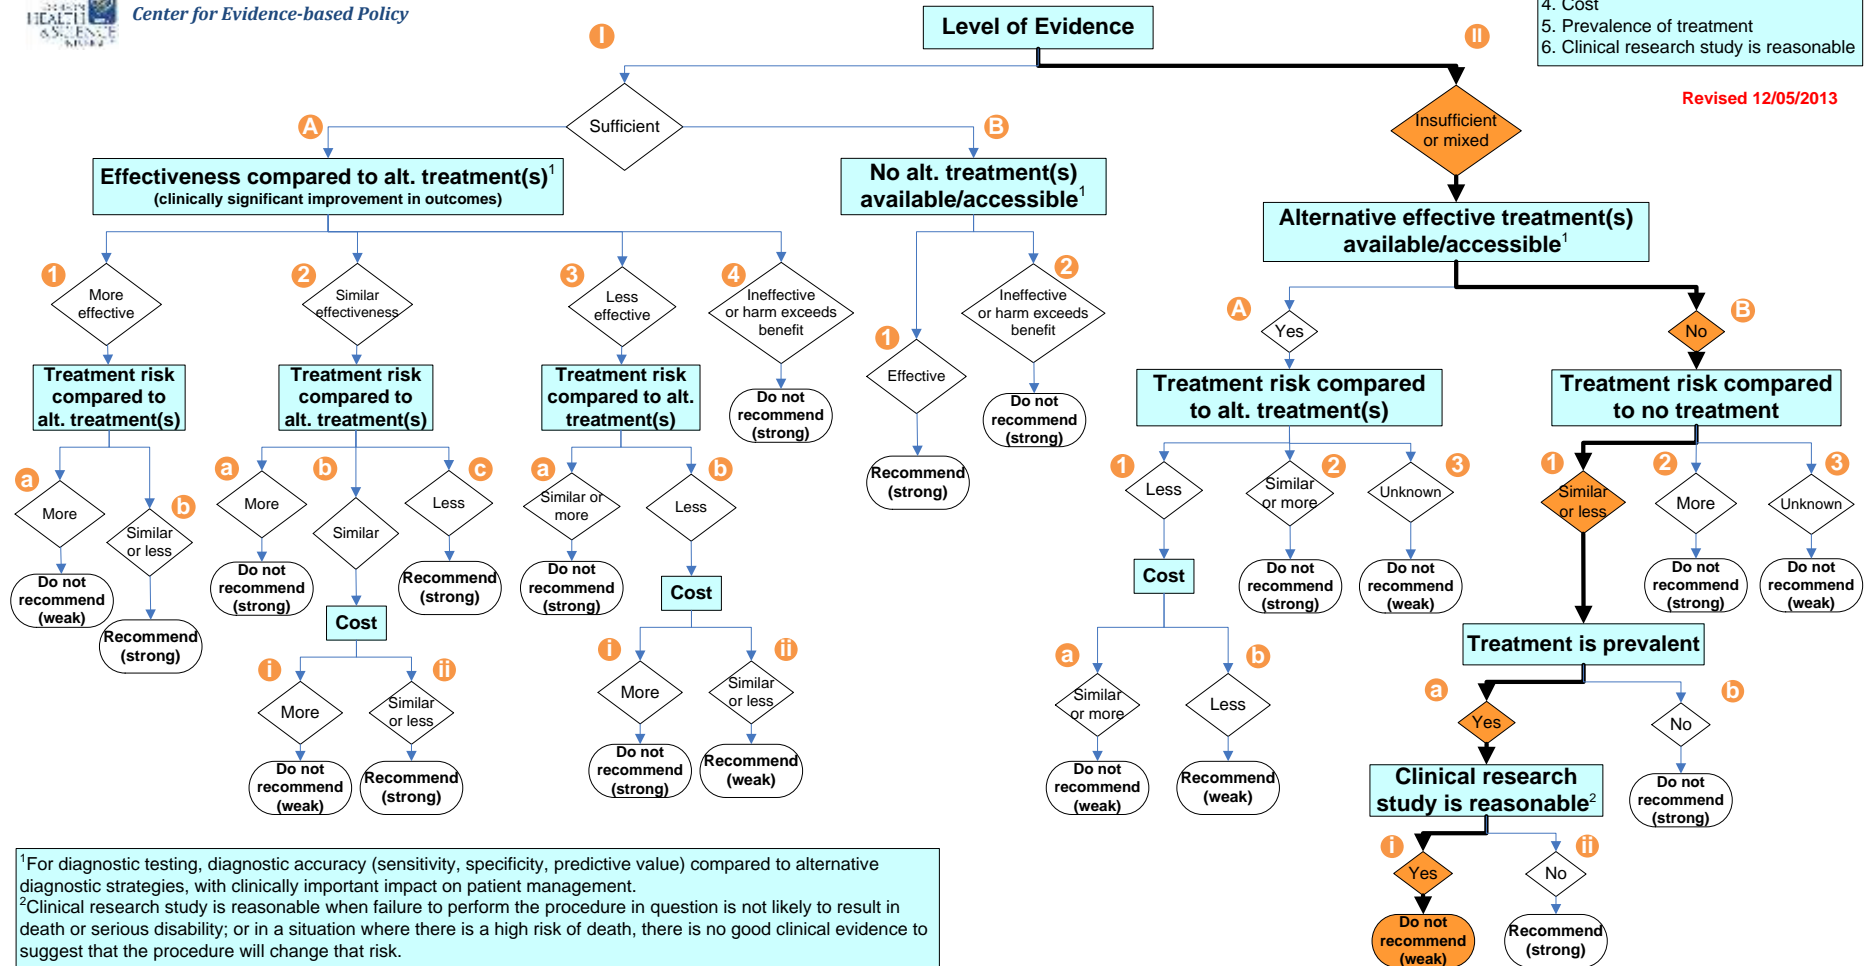 HEALTH
& SCIENCE
Center for Evidence-based Policy
4. Cost
5. Prevalence of treatment
6. Clinical research study is reasonable
Revised 12/05/2013
Level of Evidence
I
II
Sufficient
Insufficient
or mixed
A
B
Effectiveness compared to alt. treatment(s)1
(clinically significant improvement in outcomes)
No alt. treatment(s)
available/accessible1
Alternative effective treatment(s)
available/accessible1
1
More
effective
2
Similar
effectiveness
3
Less
effective
4
Ineffective
or harm exceeds
benefit
1
Effective
2
Ineffective
or harm exceeds
benefit
A
Yes
B
No
Treatment risk
compared to
alt. treatment(s)
Treatment risk
compared to
alt. treatment(s)
Treatment risk
compared to alt.
treatment(s)
Do not
recommend
(strong)
Recommend
(strong)
Do not
recommend
(strong)
Treatment risk compared
to alt. treatment(s)
Treatment risk compared
to no treatment
a
More
b
Similar
or less
a
More
b
Similar
c
Less
a
Similar or
more
b
Less
1
Less
2
Similar
or more
3
Unknown
1
Similar
or less
2
More
3
Unknown
Do not
recommend
(weak)
Recommend
(strong)
Do not
recommend
(strong)
Cost
Recommend
(strong)
Do not
recommend
(strong)
Cost
Cost
Do not
recommend
(strong)
Do not
recommend
(weak)
Do not
recommend
(strong)
Do not
recommend
(weak)
Treatment is prevalent
i
More
ii
Similar
or less
i
More
ii
Similar
or less
a
Similar
or more
b
Less
a
Yes
b
No
Do not
recommend
(weak)
Recommend
(strong)
Do not
recommend
(strong)
Recommend
(weak)
Do not
recommend
(weak)
Recommend
(weak)
Clinical research
study is reasonable2
Do not
recommend
(strong)
i
Yes
ii
No
Do not
recommend
(weak)
Recommend
(strong)
1For diagnostic testing, diagnostic accuracy (sensitivity, specificity, predictive value) compared to alternative
diagnostic strategies, with clinically important impact on patient management.
2Clinical research study is reasonable when failure to perform the procedure in question is not likely to result in
death or serious disability; or in a situation where there is a high risk of death, there is no good clinical evidence to
suggest that the procedure will change that risk.